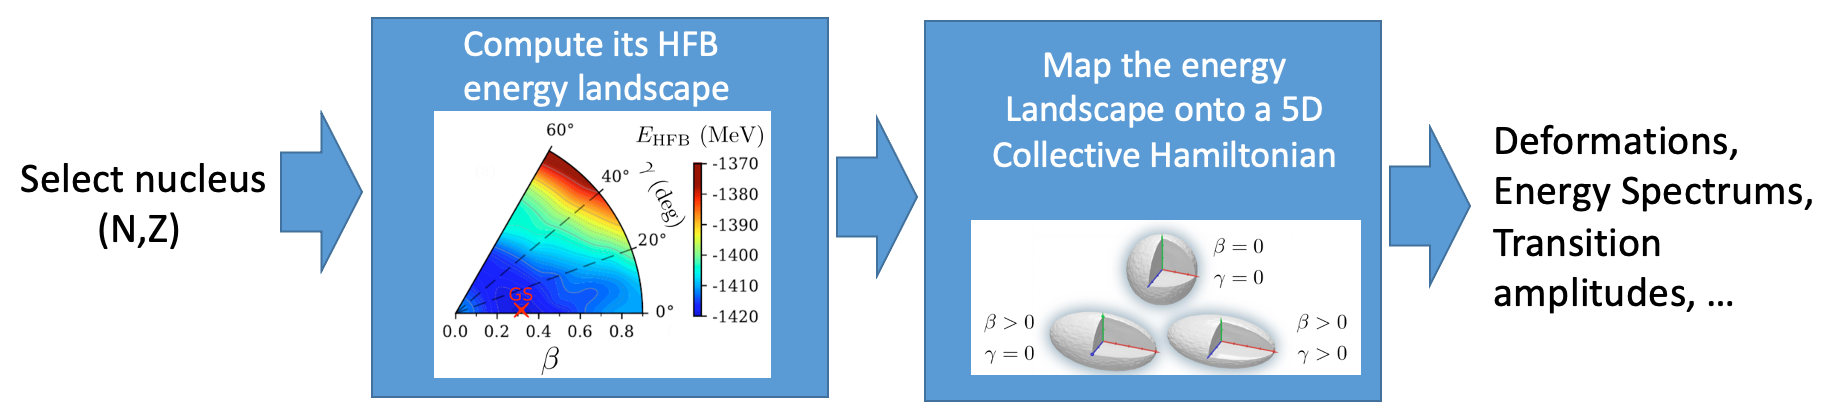 Select nucleus
(N,Z)
Compute its HFB
energy landscape
60°
40°
20°
0°
γ (deg)
GS
0.0 0.2 0.4 0.6 0.8
β
E_HFB (MeV)
-1370
-1380
-1390
-1400
-1410
-1420
Map the energy
Landscape onto a 5D
Collective Hamiltonian
β = 0
γ = 0
β > 0
γ = 0
β > 0
γ > 0
Deformations,
Energy Spectrums,
Transition
amplitudes, ...